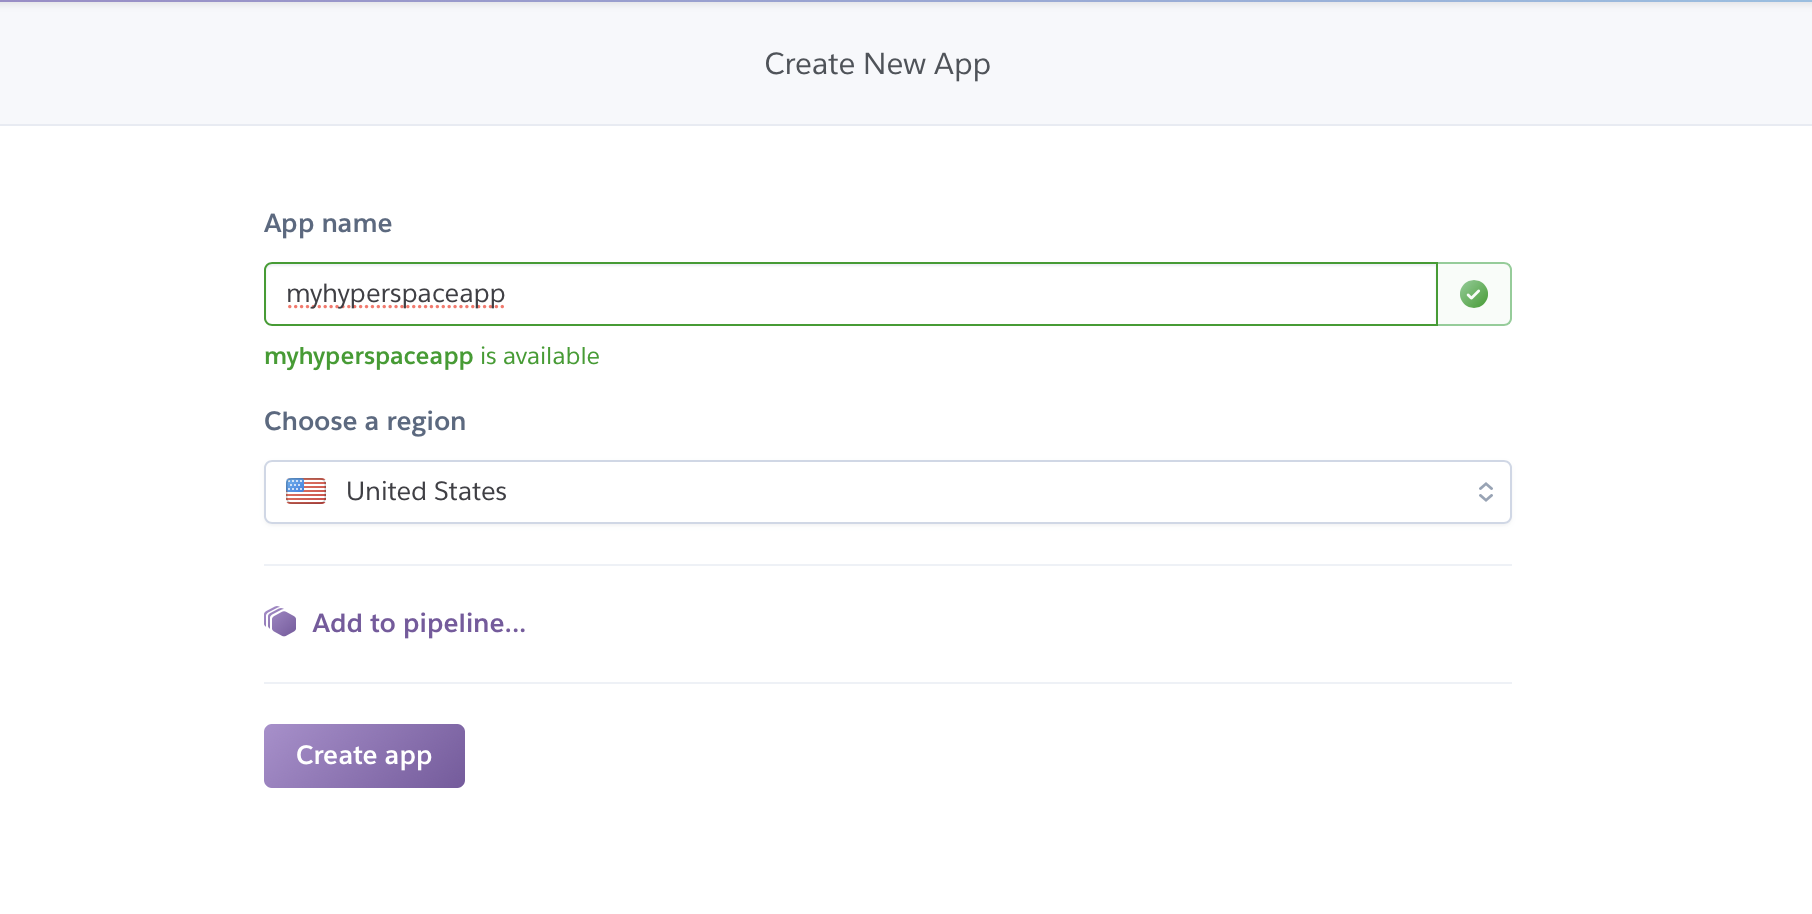 Create New App
App name
myhyperspaceapp
myhyperspaceapp is available
Choose a region
United States
Add to pipeline...
Create app